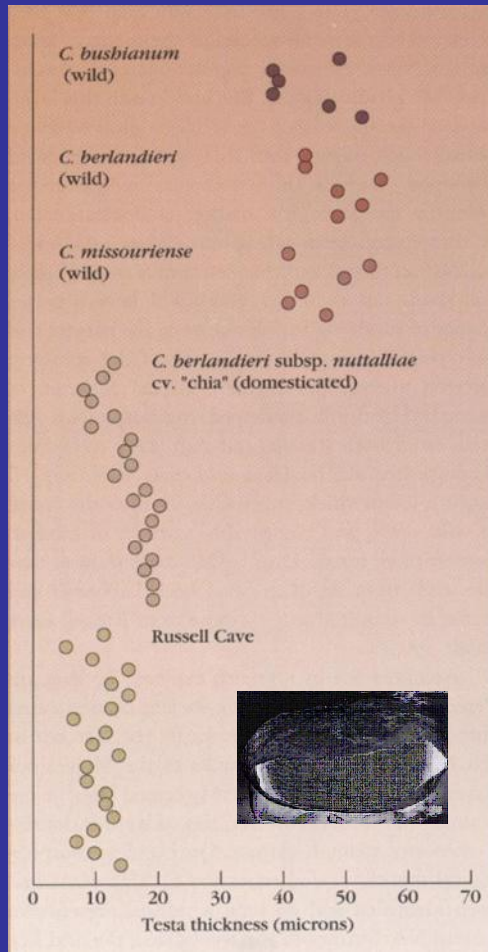 C. bushianum
(wild)
C. berlandieri
(wild)
C. missouriense
(wild)
C. berlandieri subsp. nuttalliae
cv. "chia" (domesticated)
Russell Cave
0 10 20 30 40 50 60 70
Testa thickness (microns)